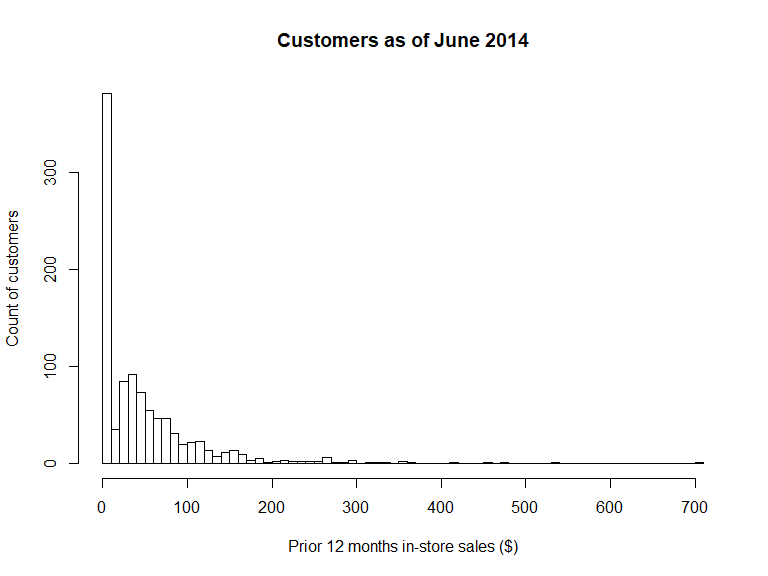 Customers as of June 2014
Count of customers
300
200
100
0
0 100 200 300 400 500 600 700
Prior 12 months in-store sales ($)